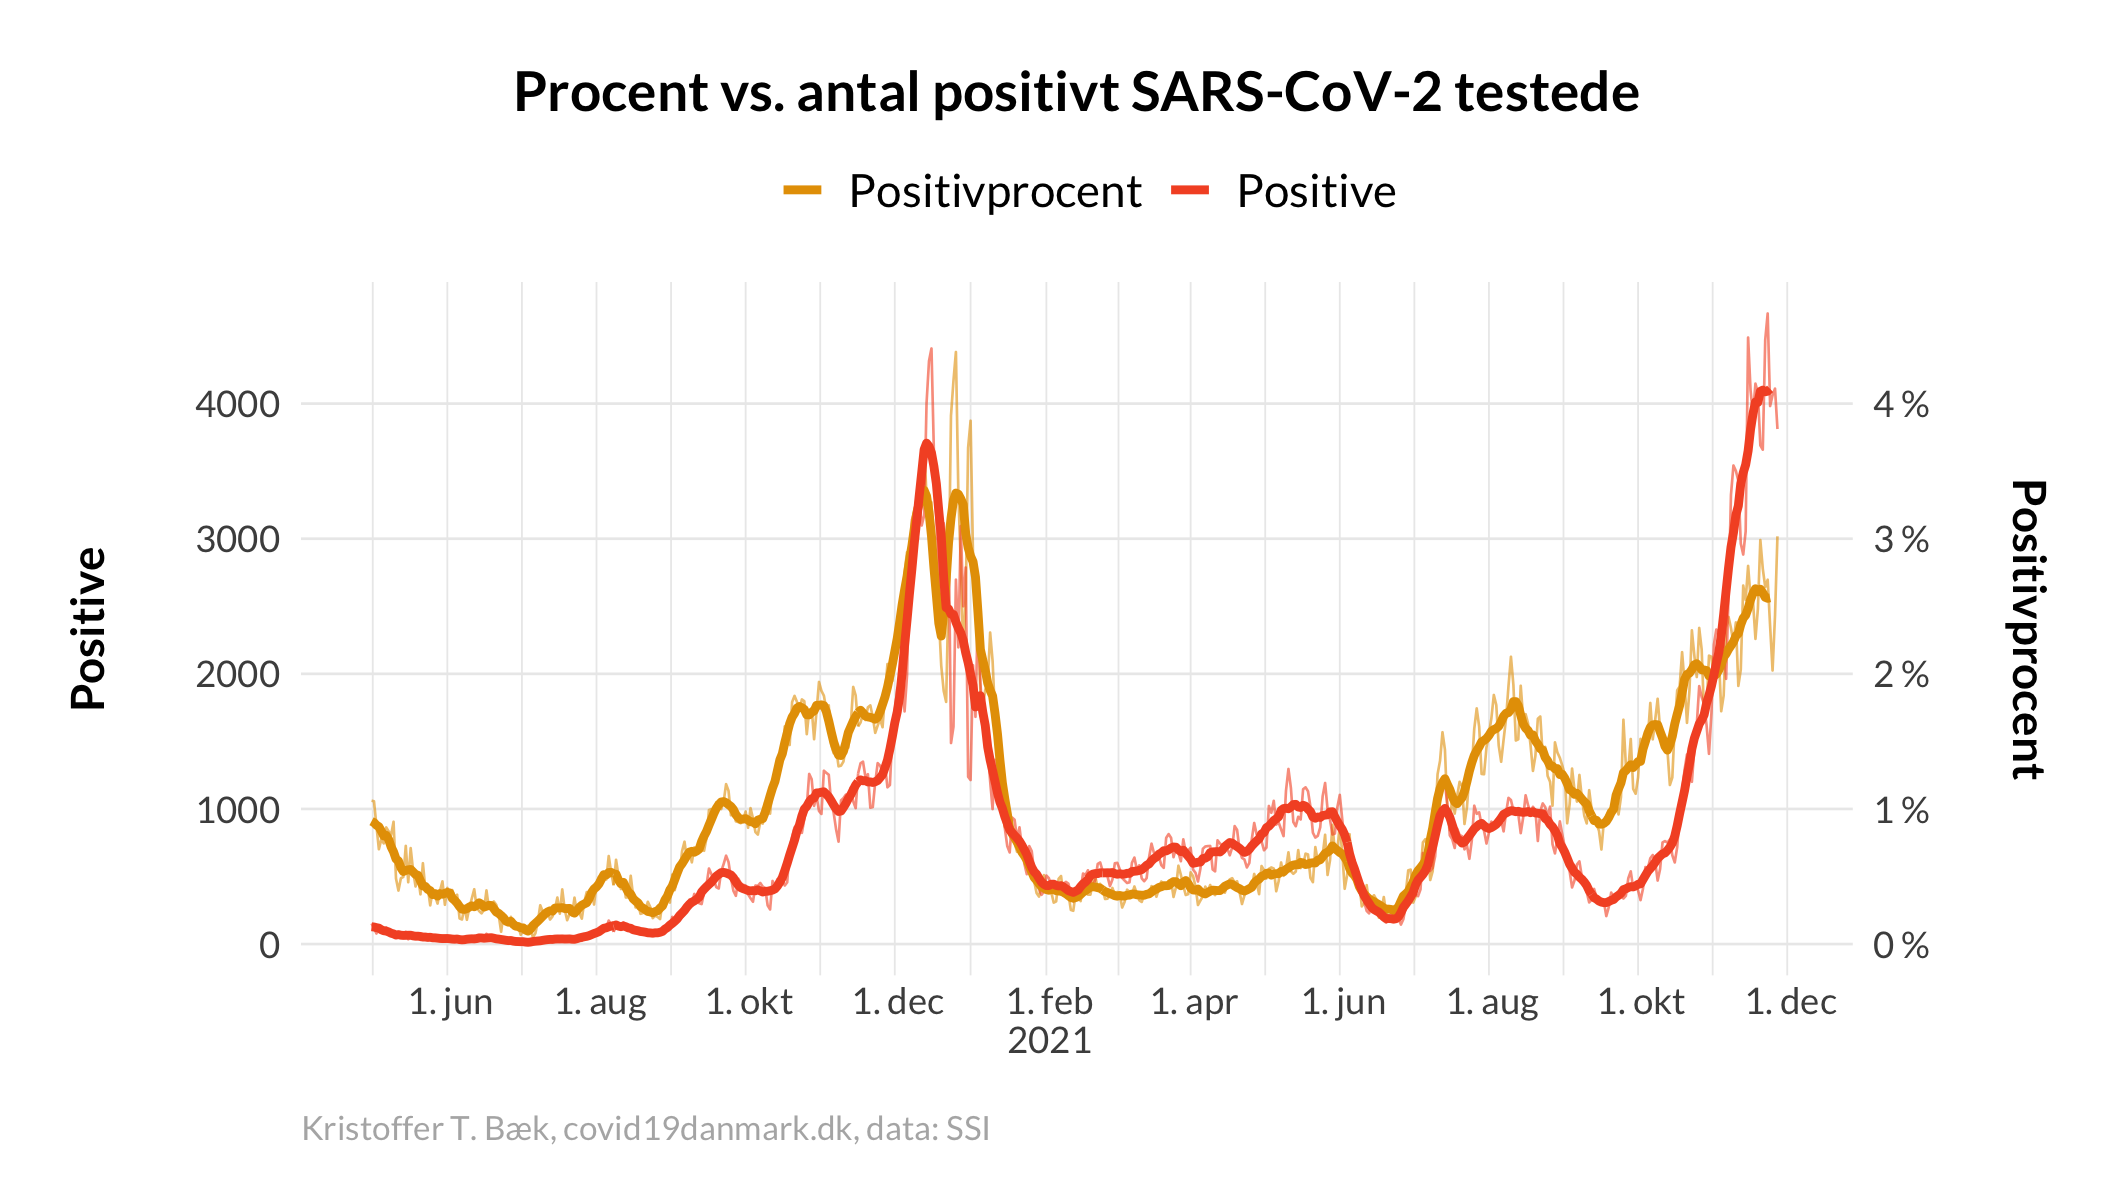 Procent vs. antal positivt SARS-CoV-2 testede
Positivprocent Positive
Positive
4000
3000
2000
1000
0
4 %
3 %
2 %
1 %
0 %
Positivprocent
1. jun 1. aug 1. okt 1. dec 1. feb 1. apr 1. jun 1. aug 1. okt 1. dec
2021
Kristoffer T. Bæk, covid19danmark.dk, data: SSI